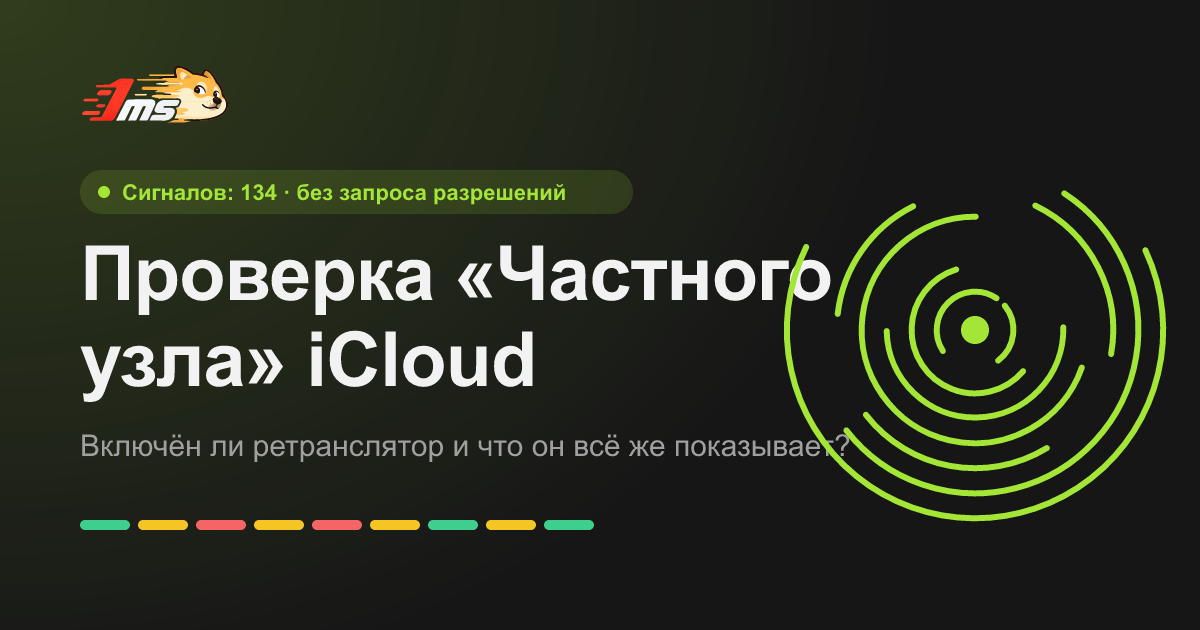 1ms
Сигналов: 134 · без запроса разрешений
Проверка «Частного
узла» iCloud
Включён ли ретранслятор и что он всё же показывает?